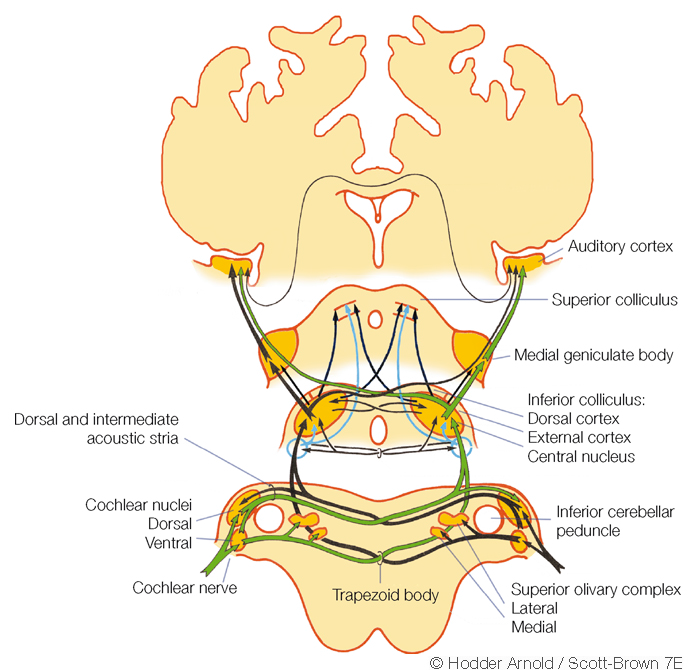 Auditory cortex
Superior colliculus
Medial geniculate body
Inferior colliculus:
Dorsal cortex
External cortex
Central nucleus
Dorsal and intermediate
acoustic stria
Cochlear nuclei
Dorsal
Ventral
Inferior cerebellar
peduncle
Cochlear nerve
Trapezoid body
Superior olivary complex
Lateral
Medial
© Hodder Arnold / Scott-Brown 7E